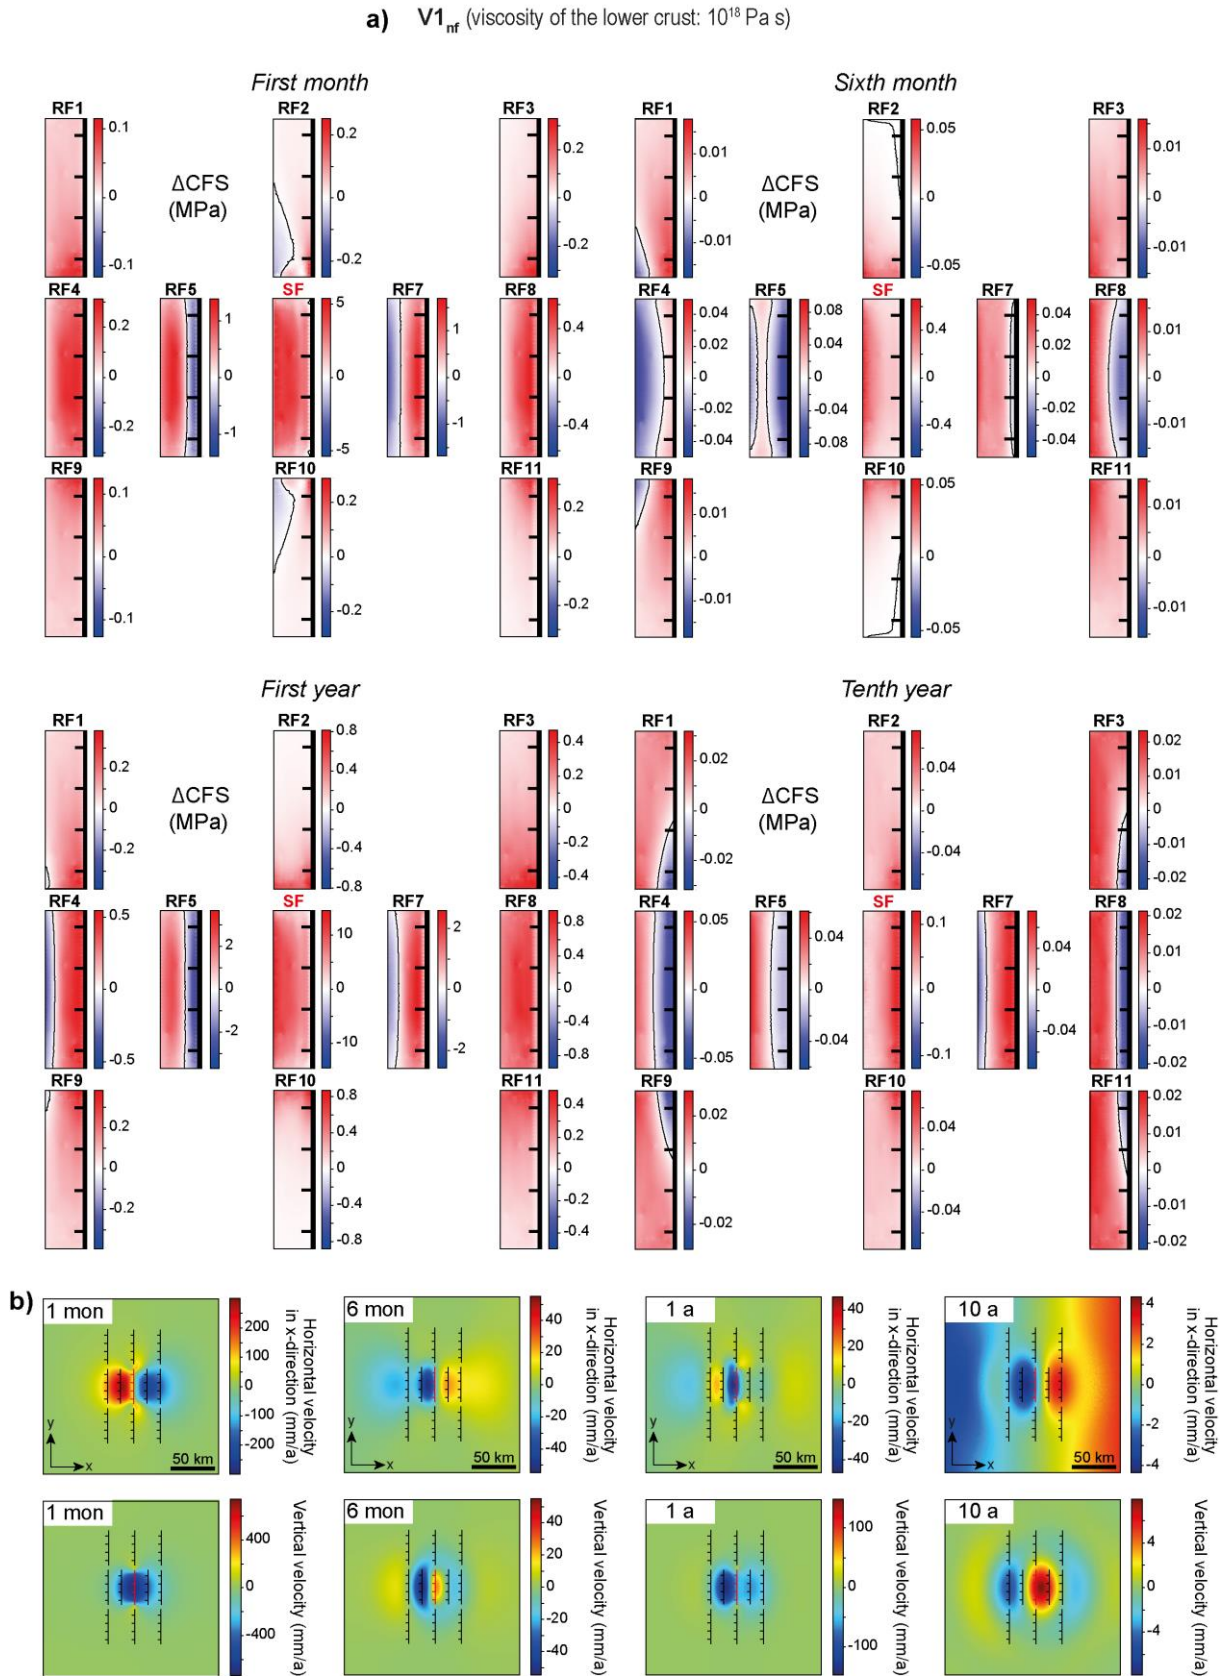 a) V1nf (viscosity of the lower crust: 10¹⁸ Pa s)
First month
RF1
0.1
0
-0.1
ΔCFS
(MPa)
RF2
0.2
0
-0.2
RF3
0.2
0
-0.2
RF4
0.2
0
-0.2
RF5
1
0
-1
SF
5
0
-5
RF7
1
0
-1
RF8
0.4
0
-0.4
RF9
0.1
0
-0.1
RF10
0.2
0
-0.2
RF11
0.2
0
-0.2
Sixth month
RF1
0.01
0
-0.01
ΔCFS
(MPa)
RF2
0.05
0
-0.05
RF3
0.01
0
-0.01
RF4
0.04
0.02
0
-0.02
-0.04
RF5
0.08
0.04
0
-0.04
-0.08
SF
0.4
0
-0.4
RF7
0.04
0.02
0
-0.02
-0.04
RF8
0.01
0
-0.01
RF9
0.01
0
-0.01
RF10
0.05
0
-0.05
RF11
0.01
0
-0.01
First year
RF1
0.2
0
-0.2
ΔCFS
(MPa)
RF2
0.8
0.4
0
-0.4
-0.8
RF3
0.4
0.2
0
-0.2
-0.4
RF4
0.5
0
-0.5
RF5
2
0
-2
SF
10
0
-10
RF7
2
0
-2
RF8
0.8
0.4
0
-0.4
-0.8
RF9
0.2
0
-0.2
RF10
0.8
0.4
0
-0.4
-0.8
RF11
0.4
0.2
0
-0.2
-0.4
Tenth year
RF1
0.02
0
-0.02
ΔCFS
(MPa)
RF2
0.04
0
-0.04
RF3
0.02
0.01
0
-0.01
-0.02
RF4
0.05
0
-0.05
RF5
0.04
0
-0.04
SF
0.1
0
-0.1
RF7
0.04
0
-0.04
RF8
0.02
0.01
0
-0.01
-0.02
RF9
0.02
0
-0.02
RF10
0.04
0
-0.04
RF11
0.02
0.01
0
-0.01
-0.02
b)
1 mon
y
x
50 km
200
100
0
-100
-200
Horizontal velocity
in x-direction (mm/a)
6 mon
y
x
50 km
40
20
0
-20
-40
Horizontal velocity
in x-direction (mm/a)
1 a
y
x
50 km
40
20
0
-20
-40
Horizontal velocity
in x-direction (mm/a)
10 a
y
x
50 km
4
2
0
-2
-4
Horizontal velocity
in x-direction (mm/a)
1 mon
400
0
-400
Vertical velocity (mm/a)
6 mon
40
20
0
-20
-40
Vertical velocity (mm/a)
1 a
100
0
-100
Vertical velocity (mm/a)
10 a
4
0
-4
Vertical velocity (mm/a)